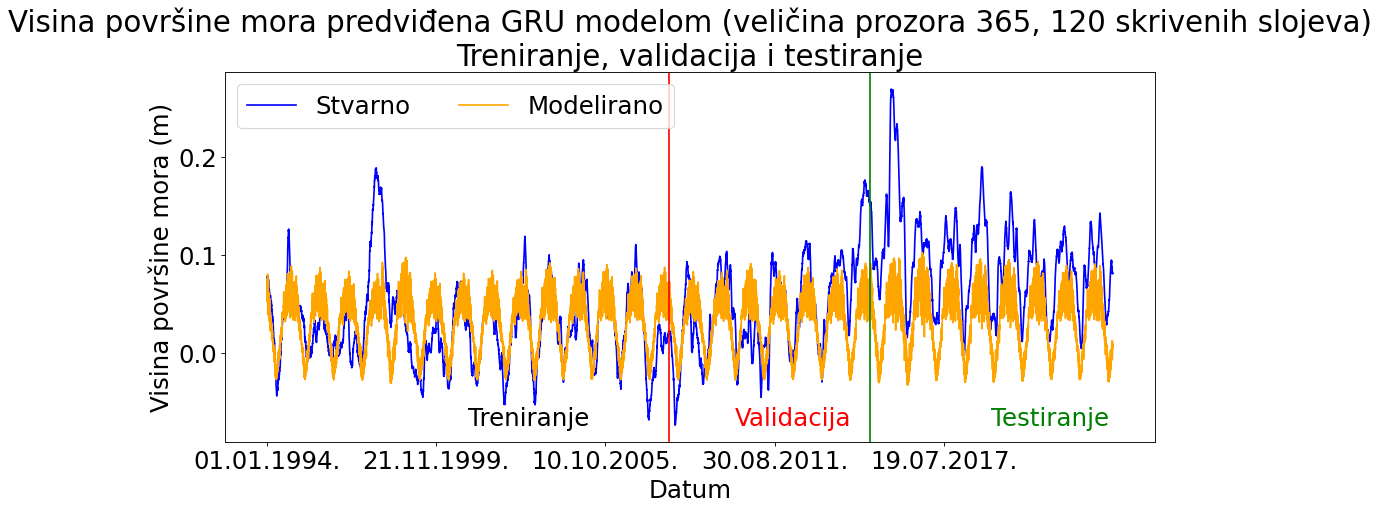 Visina površine mora predviđena GRU modelom (veličina prozora 365, 120 skrivenih slojeva)
Treniranje, validacija i testiranje
Stvarno
Modelirano
Visina površine mora (m)
0.2
0.1
0.0
Treniranje
Validacija
Testiranje
01.01.1994.
21.11.1999.
10.10.2005.
30.08.2011.
19.07.2017.
Datum